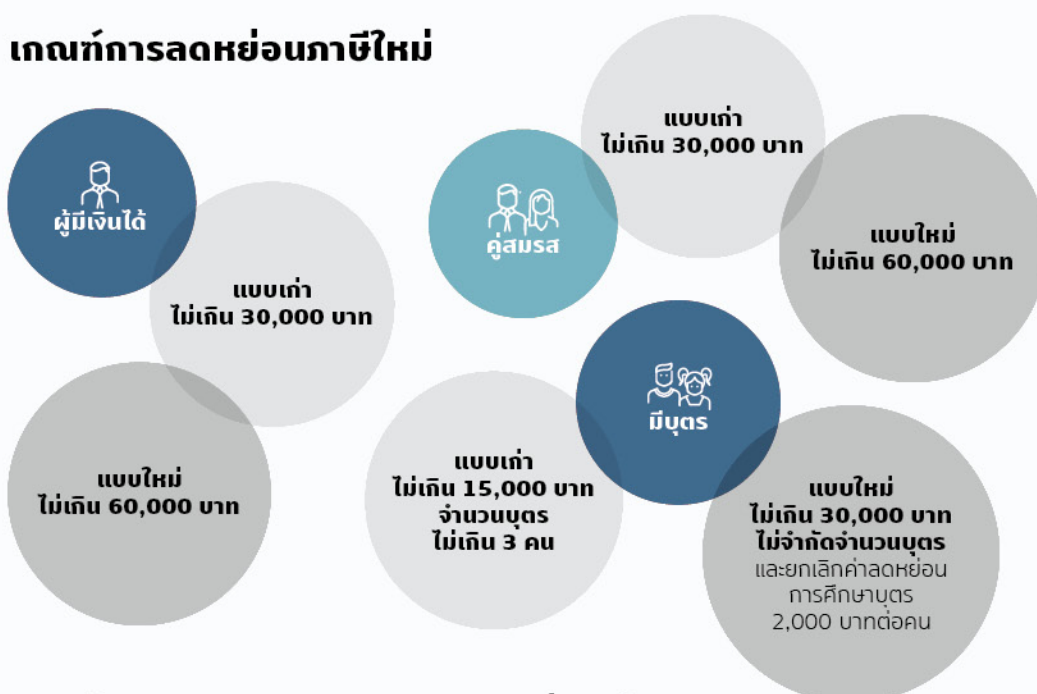 เกณฑ์การลดหย่อนภาษีใหม่
ผู้มีเงินได้
แบบเก่า
ไม่เกิน 30,000 บาท
แบบใหม่
ไม่เกิน 60,000 บาท
คู่สมรส
แบบเก่า
ไม่เกิน 30,000 บาท
แบบใหม่
ไม่เกิน 60,000 บาท
มีบุตร
แบบเก่า
ไม่เกิน 15,000 บาท
จำนวนบุตร
ไม่เกิน 3 คน
แบบใหม่
ไม่เกิน 30,000 บาท
ไม่จำกัดจำนวนบุตร
และยกเลิกค่าลดหย่อน
การศึกษาบุตร
2,000 บาทต่อคน